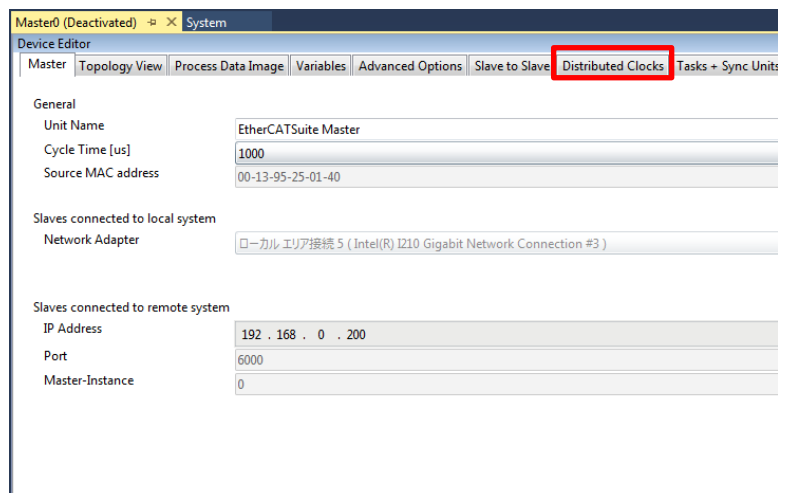 Master0 (Deactivated) System
Device Editor
Master Topology View Process Data Image Variables Advanced Options Slave to Slave Distributed Clocks Tasks + Sync Units
General
Unit Name EtherCATSuite Master
Cycle Time [us] 1000
Source MAC address 00-13-95-25-01-40
Slaves connected to local system
Network Adapter ローカル エリア接続 5 ( Intel(R) I210 Gigabit Network Connection #3 )
Slaves connected to remote system
IP Address 192 . 168 . 0 . 200
Port 6000
Master-Instance 0